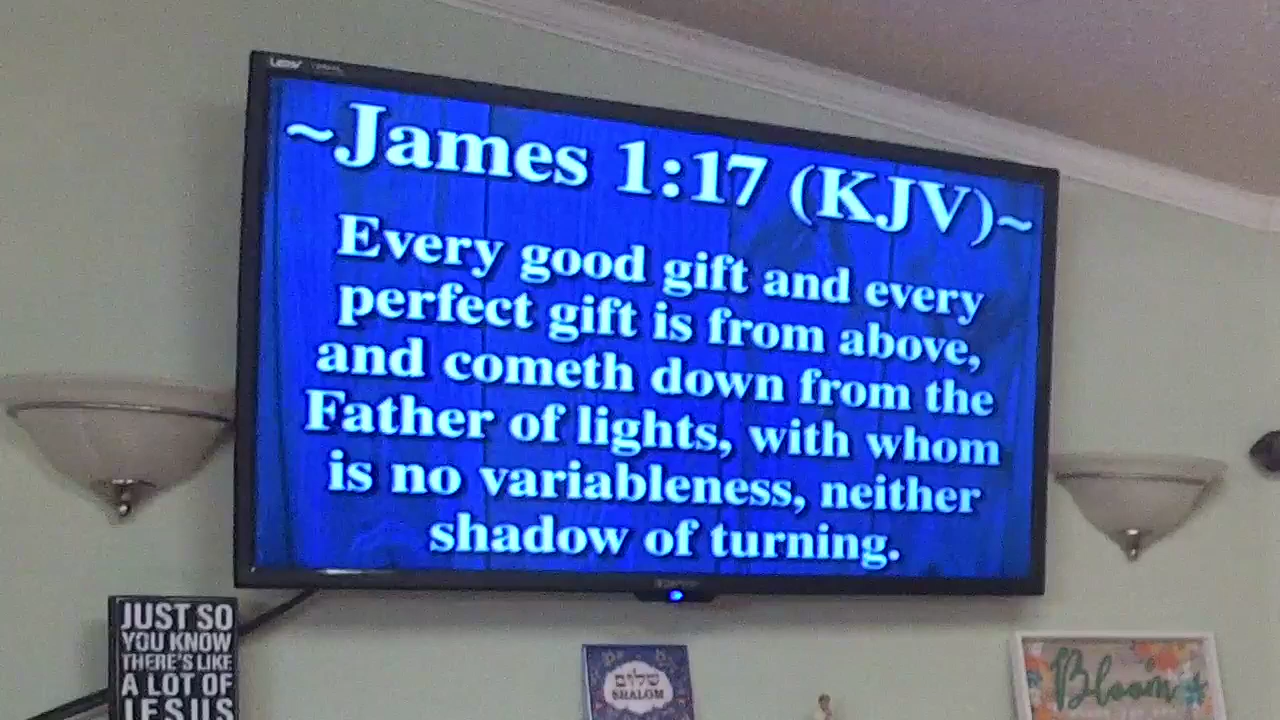 ~James 1:17 (KJV)~
Every good gift and every
perfect gift is from above,
and cometh down from the
Father of lights, with whom
is no variableness, neither
shadow of turning.
JUST SO
YOU KNOW
THERE'S LIKE
A LOT OF
JESUS
שלום
SHALOM
Bloom